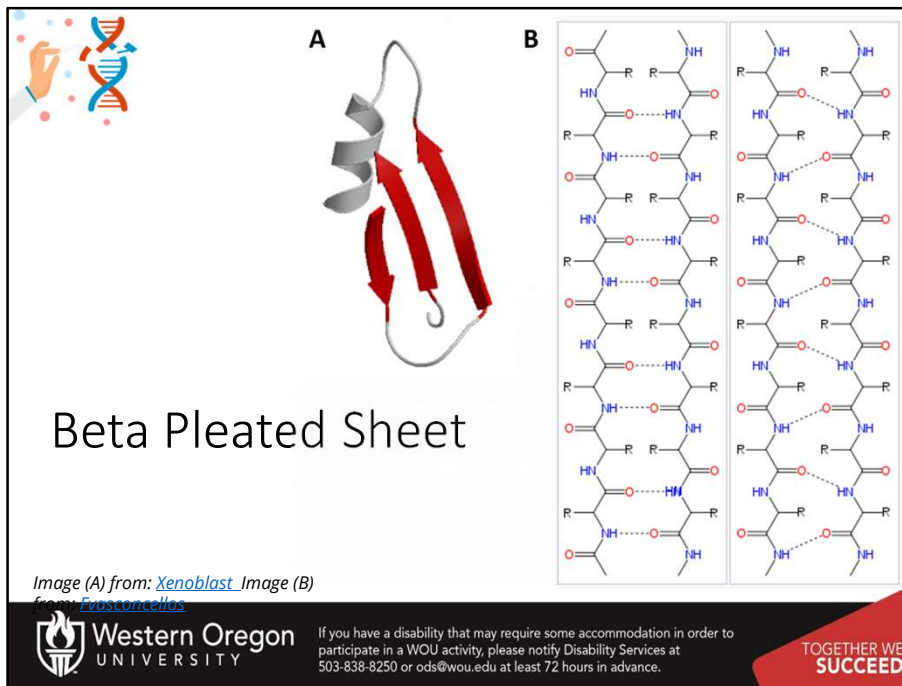 A
B
Beta Pleated Sheet
Image (A) from: Xenoblast Image (B)
from: Fvasconcellos
Western Oregon
UNIVERSITY
If you have a disability that may require some accommodation in order to
participate in a WOU activity, please notify Disability Services at
503-838-8250 or ods@wou.edu at least 72 hours in advance.
TOGETHER WE
SUCCEED